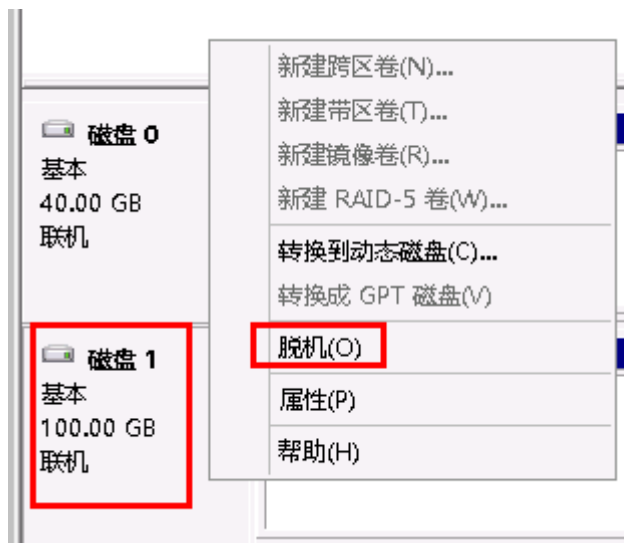 新建跨区卷(N)...
新建带区卷(T)...
新建镜像卷(R)...
新建 RAID-5 卷(W)...
转换到动态磁盘(C)...
转换成 GPT 磁盘(V)
脱机(O)
属性(P)
帮助(H)
磁盘 0
基本
40.00 GB
联机
磁盘 1
基本
100.00 GB
联机